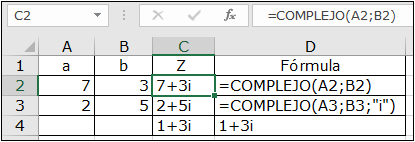 C2 =COMPLEJO(A2;B2)
A B C D
1 a b Z Fórmula
2 7 3 7+3i =COMPLEJO(A2;B2)
3 2 5 2+5i =COMPLEJO(A3;B3;"i")
4 1+3i 1+3i